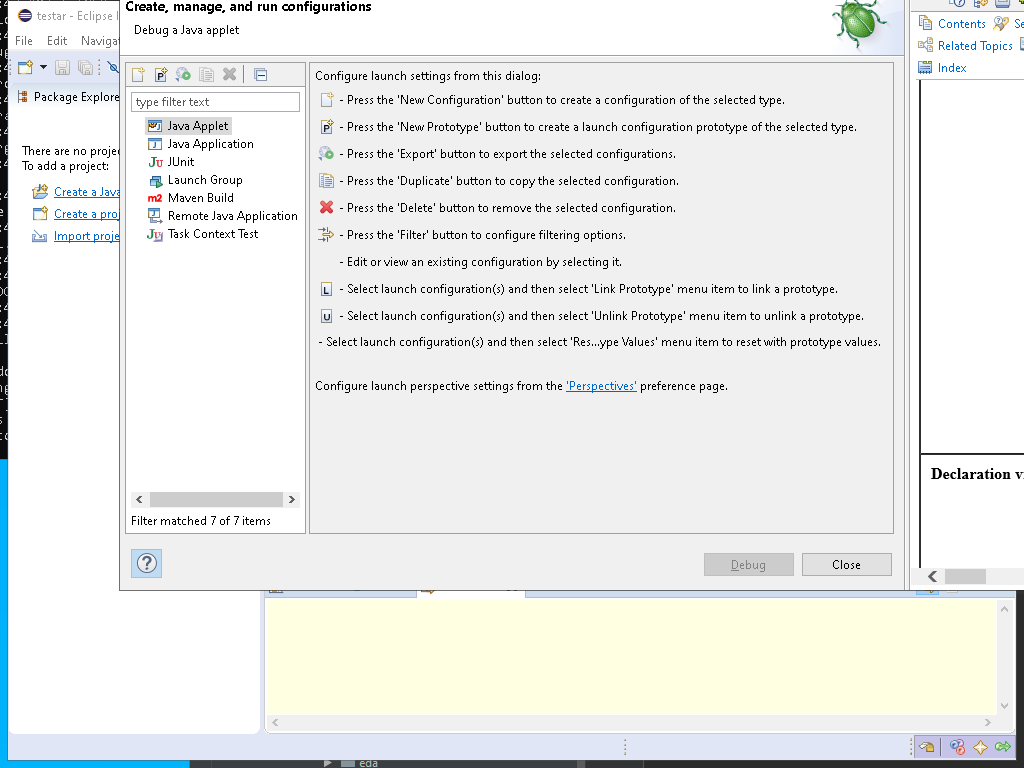 Create, manage, and run configurations
testar - Eclipse I
Debug a Java applet
File Edit Navigat
Contents
Related Topics
Index
Package Explore
type filter text
Java Applet
Java Application
JUnit
Launch Group
Maven Build
Remote Java Application
Task Context Test
Filter matched 7 of 7 items
There are no projec
To add a project:
Create a Java
Create a proj
Import proje
Configure launch settings from this dialog:
- Press the 'New Configuration' button to create a configuration of the selected type.
- Press the 'New Prototype' button to create a launch configuration prototype of the selected type.
- Press the 'Export' button to export the selected configurations.
- Press the 'Duplicate' button to copy the selected configuration.
- Press the 'Delete' button to remove the selected configuration.
- Press the 'Filter' button to configure filtering options.
- Edit or view an existing configuration by selecting it.
- Select launch configuration(s) and then select 'Link Prototype' menu item to link a prototype.
- Select launch configuration(s) and then select 'Unlink Prototype' menu item to unlink a prototype.
- Select launch configuration(s) and then select 'Res...ype Values' menu item to reset with prototype values.
Configure launch perspective settings from the 'Perspectives' preference page.
Declaration vi
Debug
Close
eda